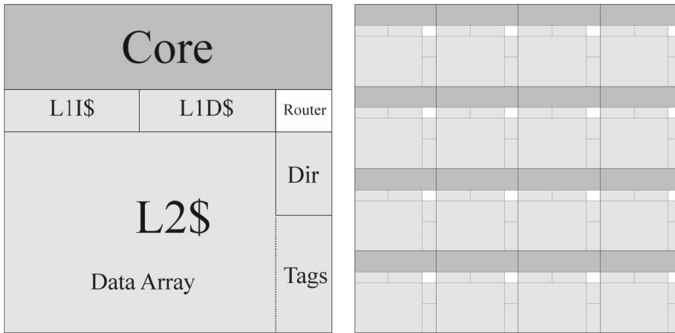 Core
L1I$
L1D$
Router
Dir
L2$
Data Array
Tags